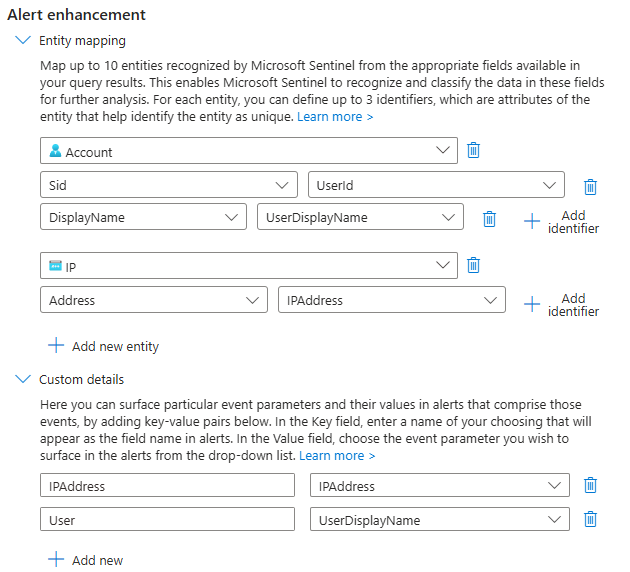 Alert enhancement
Entity mapping
Map up to 10 entities recognized by Microsoft Sentinel from the appropriate fields available in
your query results. This enables Microsoft Sentinel to recognize and classify the data in these fields
for further analysis. For each entity, you can define up to 3 identifiers, which are attributes of the
entity that help identify the entity as unique. Learn more >
Account
Sid UserId
DisplayName UserDisplayName Add identifier
IP
Address IPAddress Add identifier
Add new entity
Custom details
Here you can surface particular event parameters and their values in alerts that comprise those
events, by adding key-value pairs below. In the Key field, enter a name of your choosing that will
appear as the field name in alerts. In the Value field, choose the event parameter you wish to
surface in the alerts from the drop-down list. Learn more >
IPAddress IPAddress
User UserDisplayName
Add new